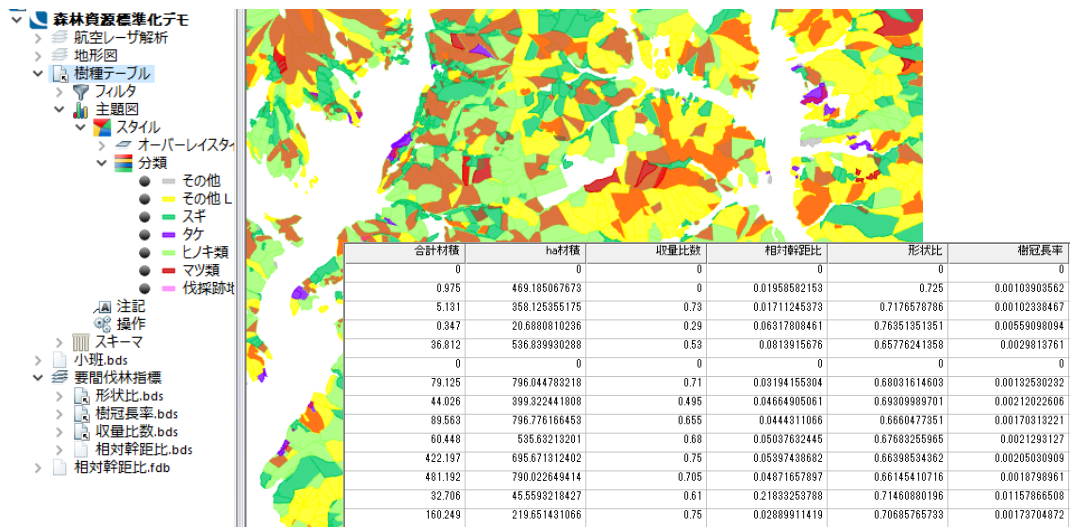 森林資源標準化デモ
航空レーザ解析
地形図
樹種テーブル
フィルタ
主題図
スタイル
オーバーレイスタイ
分類
その他
その他 L
スギ
タケ
ヒノキ類
マツ類
伐採跡地
注記
操作
スキーマ
小班.bds
要間伐林指標
形状比.bds
樹冠長率.bds
収量比数.bds
相対幹距比.bds
相対幹距比.fdb
合計材積 ha材積 収量比数 相対幹距比 形状比 樹冠長率
0 0 0 0 0 0
0.975 469.185067673 0 0.01958582153 0.725 0.00103903562
5.131 358.125355175 0.73 0.01711245373 0.7176578786 0.00102338467
0.347 20.6880810236 0.29 0.06317808461 0.76351351351 0.00559098094
36.812 536.839930288 0.53 0.0813915676 0.65776241358 0.0029813761
0 0 0 0 0 0
79.125 796.044783218 0.71 0.03194155304 0.68031614603 0.00132530232
44.026 399.322441808 0.495 0.04664905061 0.69309989701 0.00212022606
89.563 796.776166453 0.655 0.0444311066 0.6660477351 0.00170313221
60.448 535.63213201 0.68 0.05037632445 0.67683255965 0.0021293127
422.197 695.671312402 0.75 0.05397438682 0.66398534362 0.00205030909
481.192 790.022649414 0.705 0.04871657897 0.66145410716 0.0018798961
32.706 45.5593218427 0.61 0.21833253788 0.71460880196 0.01157866508
160.249 219.651431066 0.75 0.02889911419 0.70685765733 0.00173704872